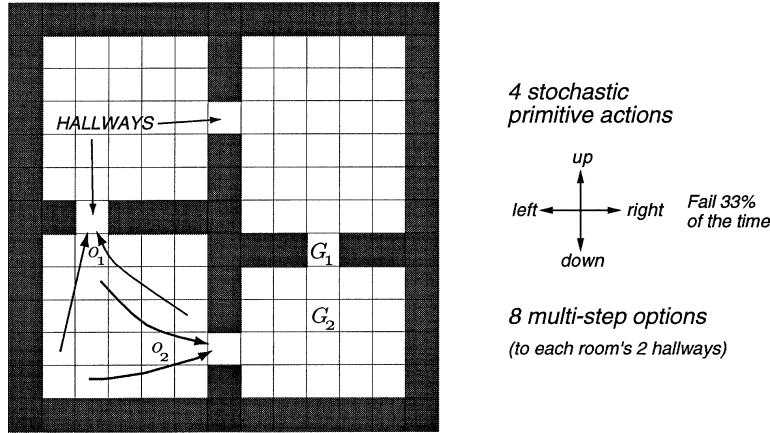 HALLWAYS
o1
o2
G1
G2
4 stochastic
primitive actions
up
left
right
down
Fail 33%
of the time
8 multi-step options
(to each room's 2 hallways)